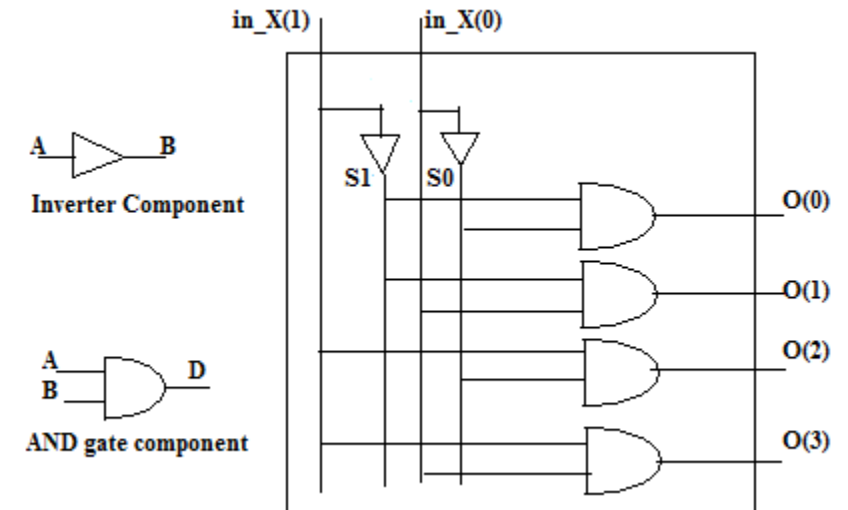 in_X(1)
in_X(0)
A
B
Inverter Component
S1
S0
O(0)
O(1)
O(2)
A
B
D
AND gate component
O(3)